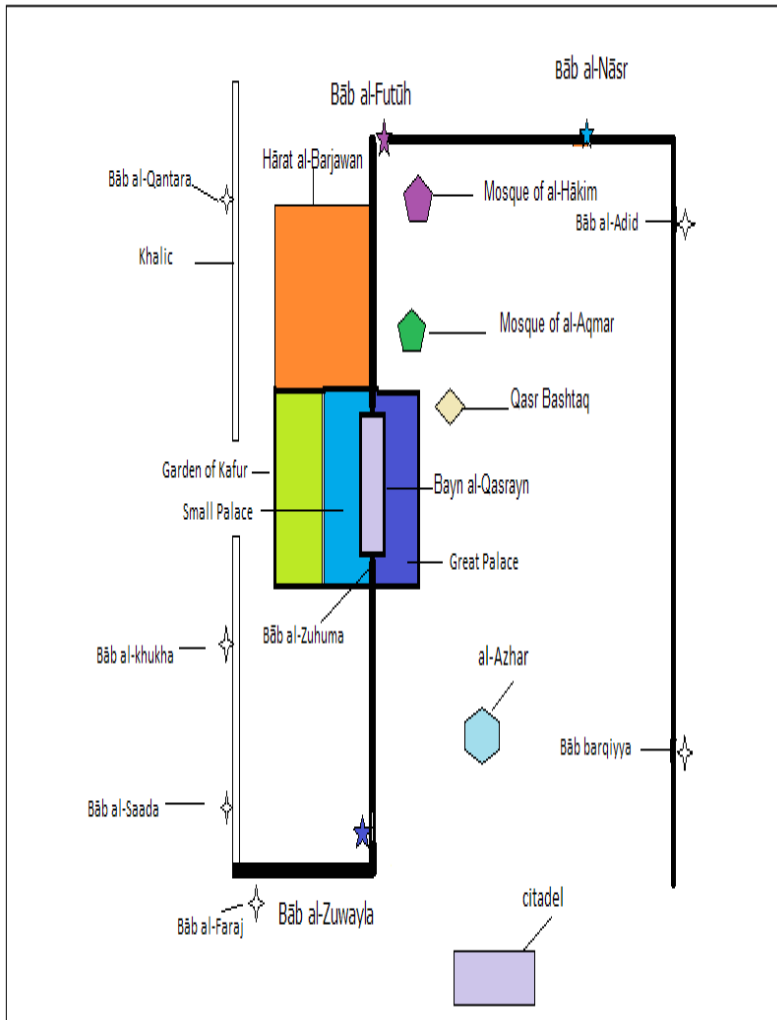 Bāb al-Nāsr
Bāb al-Futūh
Hārat al-Barjawan
Bāb al-Qantara
Mosque of al-Hākim
Bāb al-Adid
Khalic
Mosque of al-Aqmar
Qasr Bashtaq
Garden of Kafur
Bayn al-Qasrayn
Small Palace
Great Palace
Bāb al-Zuhuma
Bāb al-khukha
al-Azhar
Bāb barqiyya
Bāb al-Saada
citadel
Bāb al-Zuwayla
Bāb al-Faraj